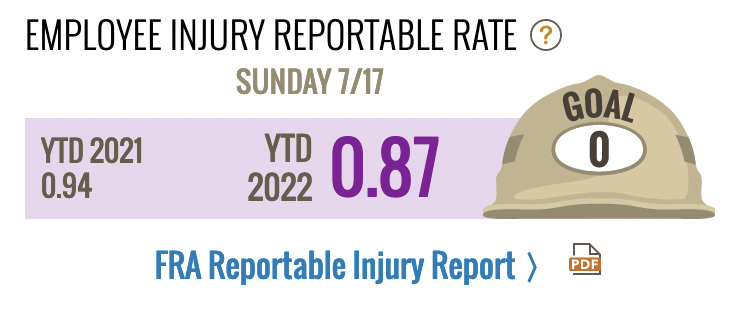 EMPLOYEE INJURY REPORTABLE RATE ?
SUNDAY 7/17
GOAL
0
YTD 2021
0.94
YTD
2022
0.87
FRA Reportable Injury Report 〉
PDF